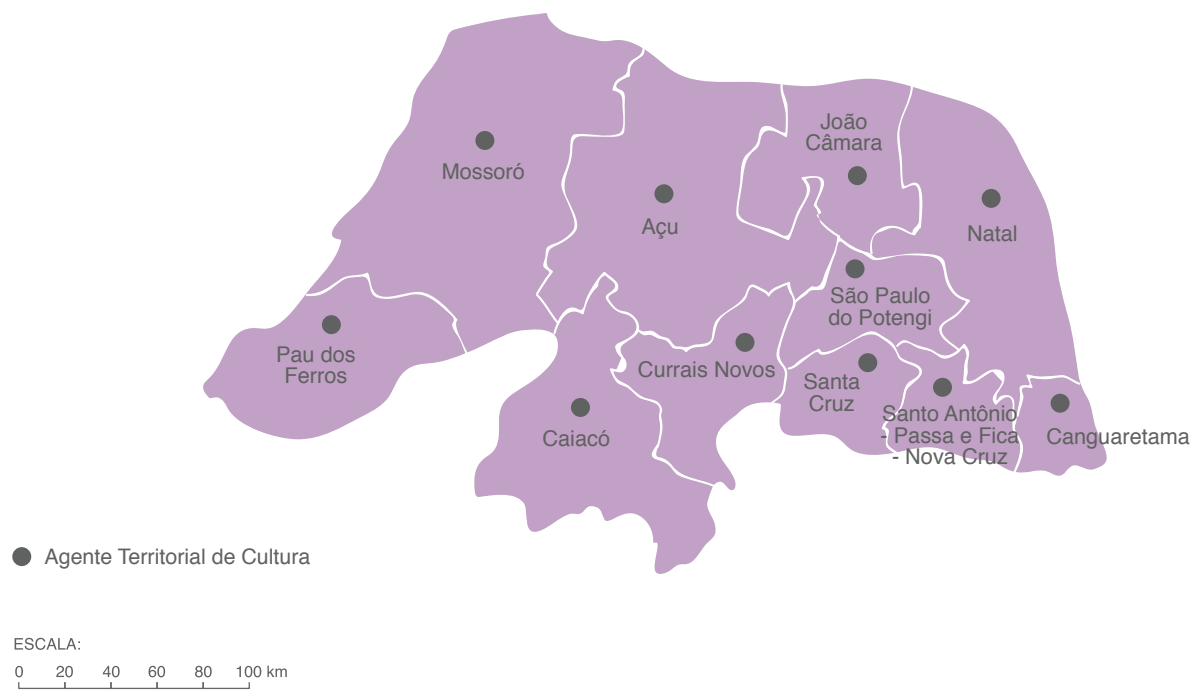 João
Câmara
Mossoró
Açu
Natal
São Paulo
do Potengi
Pau dos
Ferros
Currais Novos
Santa
Cruz
Santo Antônio
- Passa e Fica
- Nova Cruz
Canguaretama
Caiacó
Agente Territorial de Cultura
ESCALA:
0 20 40 60 80 100 km